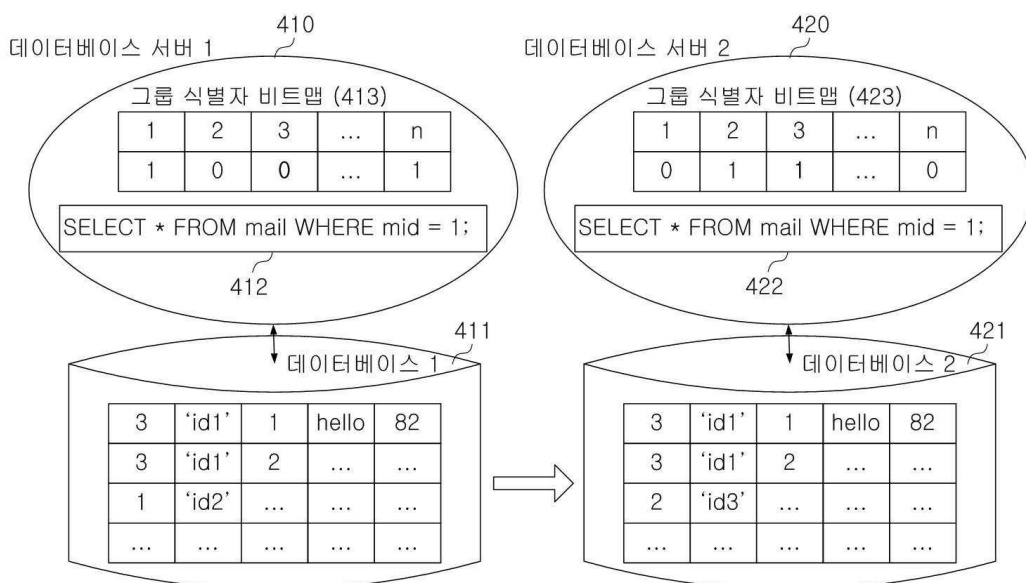 410
데이터베이스 서버 1
그룹 식별자 비트맵 (413)
1 2 3 ... n
1 0 0 ... 1
SELECT * FROM mail WHERE mid = 1;
412
411
데이터베이스 1
3 'id1' 1 hello 82
3 'id1' 2 ... ...
1 'id2' ... ... ...
... ... ... ... ...
420
데이터베이스 서버 2
그룹 식별자 비트맵 (423)
1 2 3 ... n
0 1 1 ... 0
SELECT * FROM mail WHERE mid = 1;
422
421
데이터베이스 2
3 'id1' 1 hello 82
3 'id1' 2 ... ...
2 'id3' ... ... ...
... ... ... ... ...